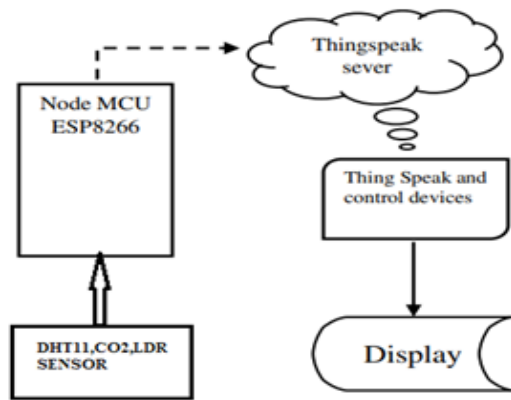 Thingspeak
sever
Node MCU
ESP8266
Thing Speak and
control devices
DHT11,CO2,LDR
SENSOR
Display